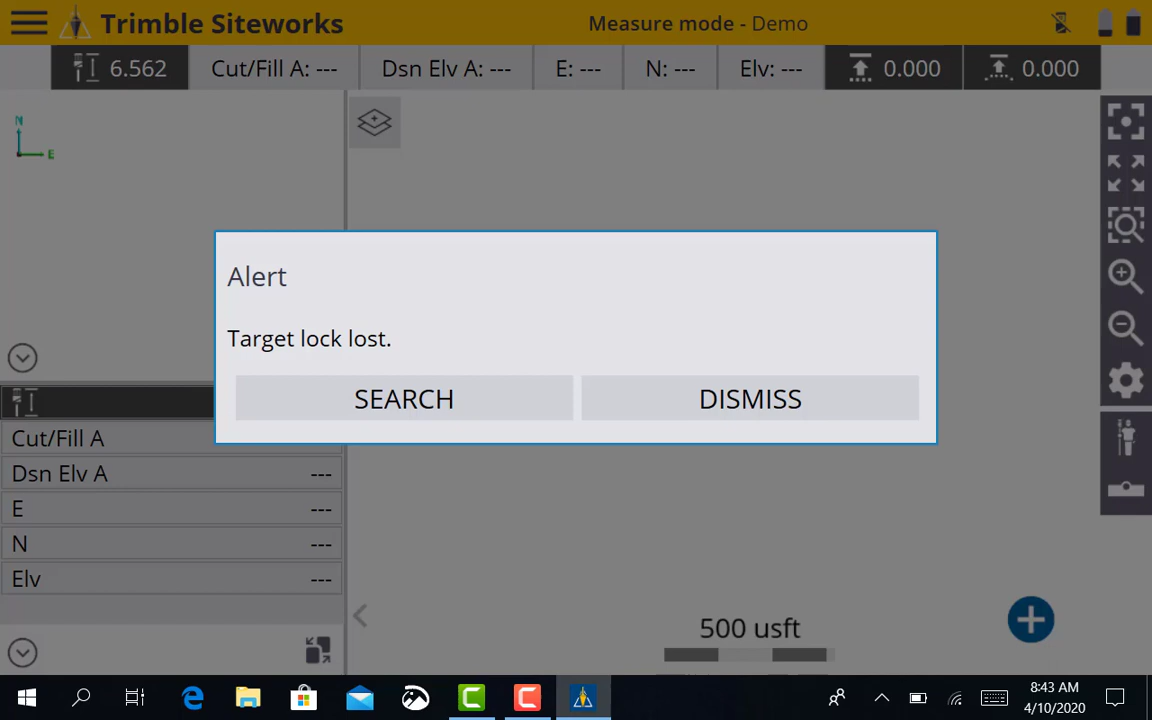 Trimble Siteworks
Measure mode - Demo
6.562
Cut/Fill A: ---
Dsn Elv A: ---
E: ---
N: ---
Elv: ---
0.000
0.000
N
E
Alert
Target lock lost.
SEARCH
DISMISS
Cut/Fill A
Dsn Elv A ---
E ---
N ---
Elv ---
500 usft
8:43 AM
4/10/2020